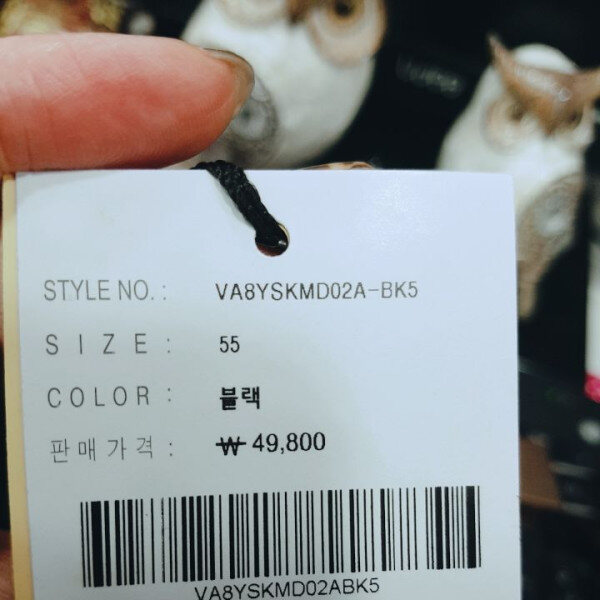 STYLE NO. : VA8YSKMD02A-BK5
SIZE : 55
COLOR : 블랙
판매가격 : ₩ 49,800
VA8YSKMD02ABK5